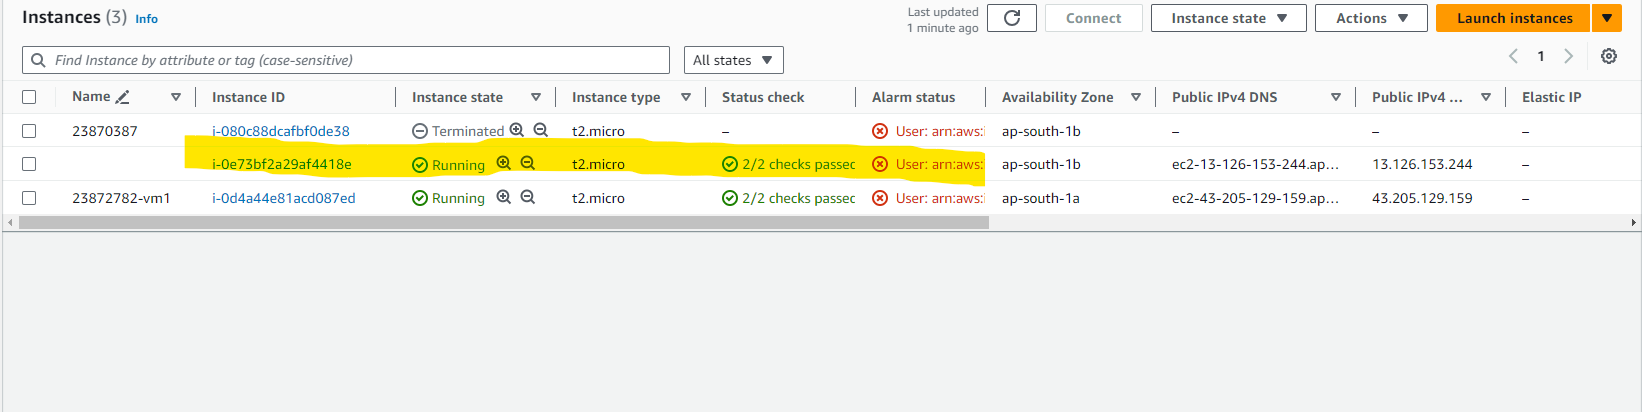 Instances (3) Info Last updated 1 minute ago Connect Instance state Actions Launch instances
Find Instance by attribute or tag (case-sensitive) All states 1
Name Instance ID Instance state Instance type Status check Alarm status Availability Zone Public IPv4 DNS Public IPv4 ... Elastic IP
23870387 i-080c88dcafbf0de38 Terminated t2.micro – User: arn:aws:i ap-south-1b – – –
i-0e73bf2a29af4418e Running t2.micro 2/2 checks passed User: arn:aws: ap-south-1b ec2-13-126-153-244.ap... 13.126.153.244 –
23872782-vm1 i-0d4a44e81acd087ed Running t2.micro 2/2 checks passed User: arn:aws:i ap-south-1a ec2-43-205-129-159.ap... 43.205.129.159 –